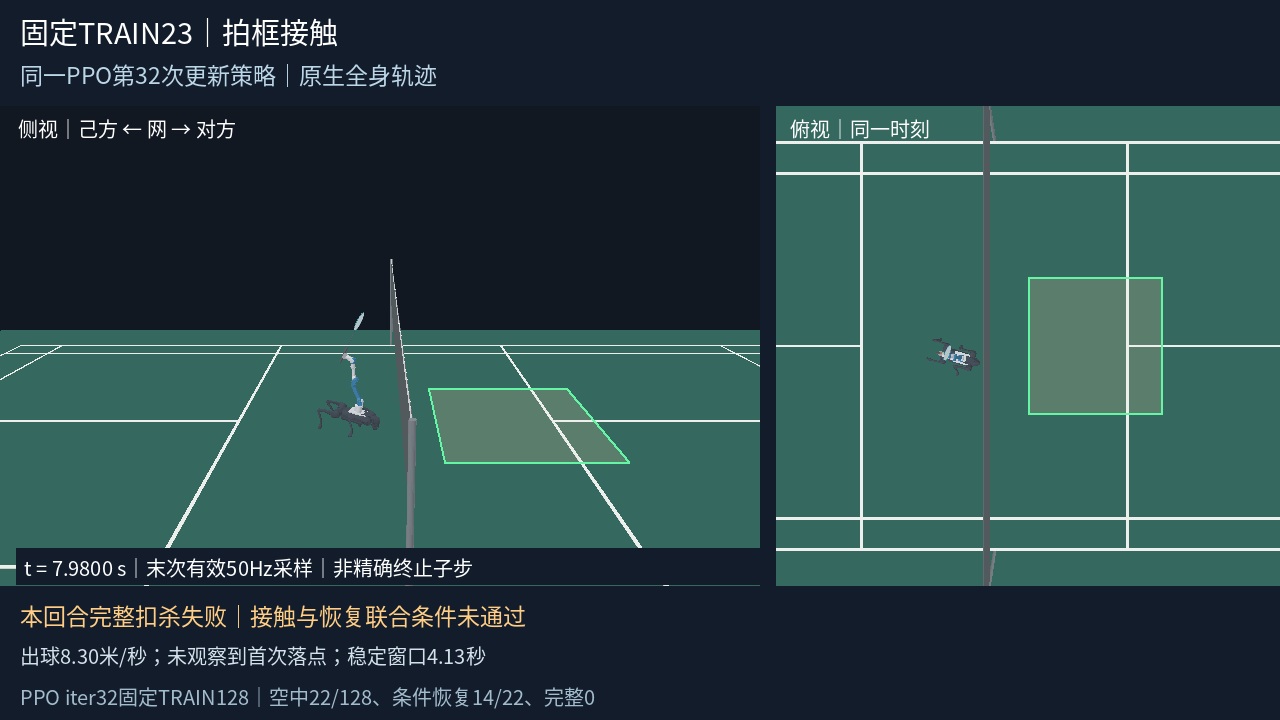 固定TRAIN23｜拍框接触
同一PPO第32次更新策略｜原生全身轨迹
侧视｜己方 ← 网 → 对方
俯视｜同一时刻
t = 7.9800 s｜末次有效50Hz采样｜非精确终止子步
本回合完整扣杀失败｜接触与恢复联合条件未通过
出球8.30米/秒；未观察到首次落点；稳定窗口4.13秒
PPO iter32固定TRAIN128｜空中22/128、条件恢复14/22、完整0